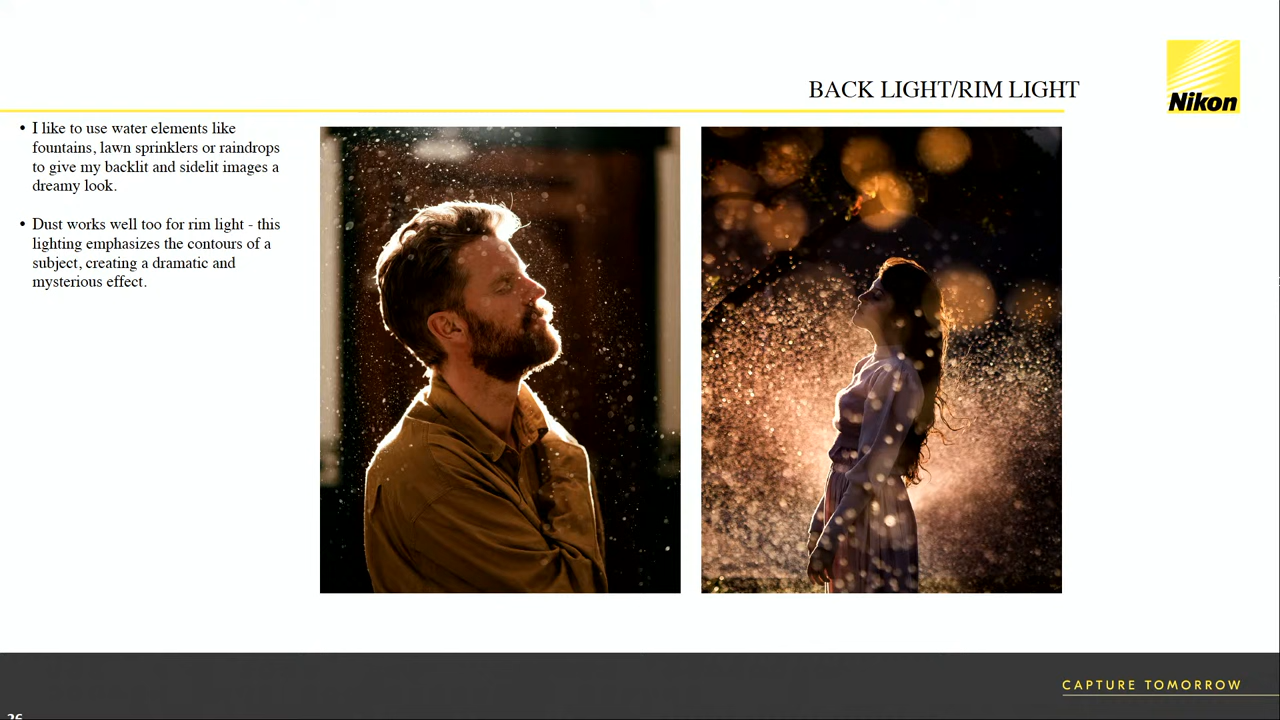 BACK LIGHT/RIM LIGHT
Nikon
• I like to use water elements like
fountains, lawn sprinklers or raindrops
to give my backlit and sidelit images a
dreamy look.
• Dust works well too for rim light - this
lighting emphasizes the contours of a
subject, creating a dramatic and
mysterious effect.
CAPTURE TOMORROW
26